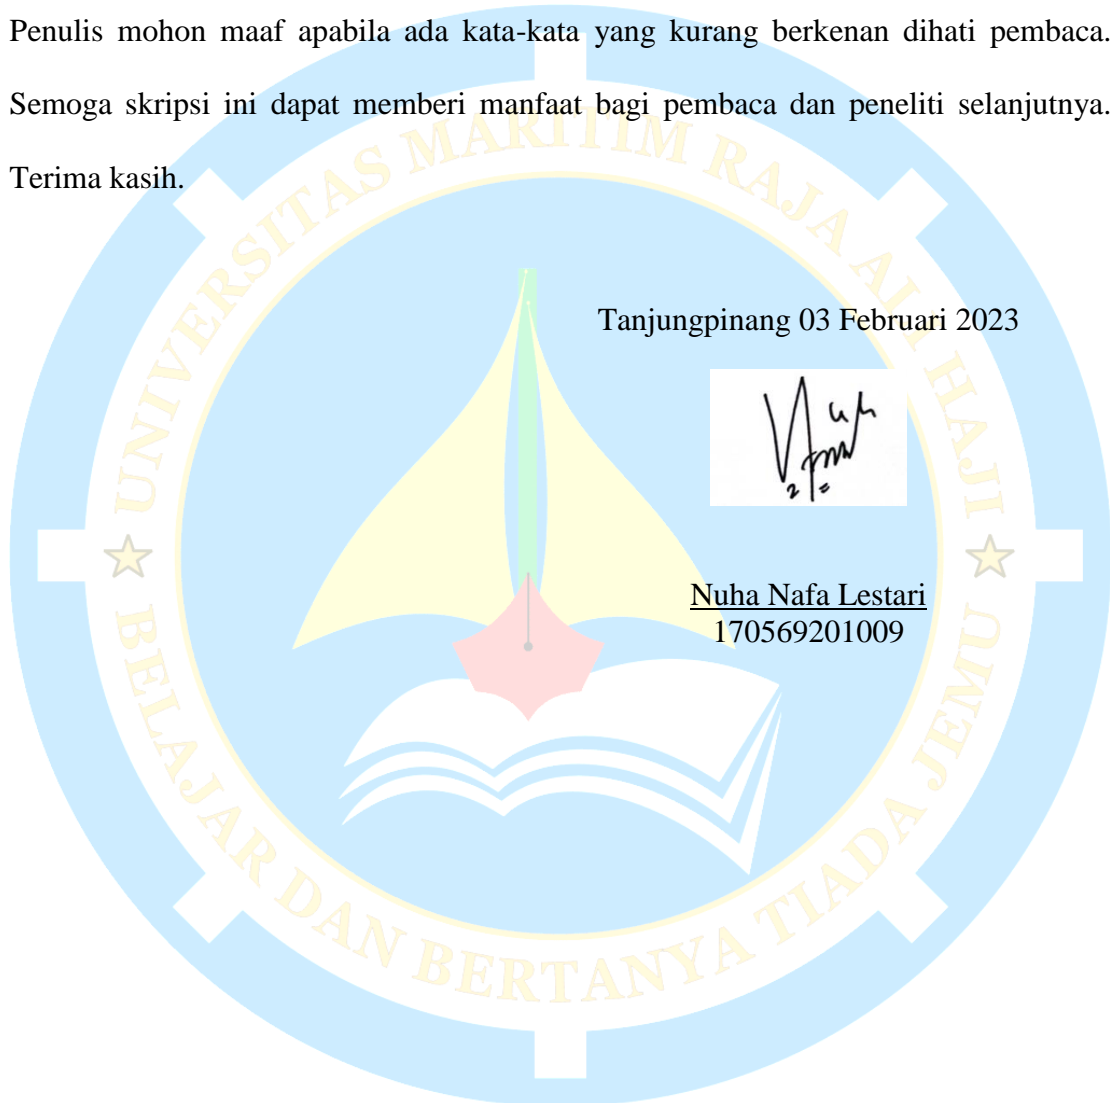 Penulis mohon maaf apabila ada kata-kata yang kurang berkenan dihati pembaca.
Semoga skripsi ini dapat memberi manfaat bagi pembaca dan peneliti selanjutnya.
Terima kasih.
UNIVERSITAS MARITIM RAJA ALI HAJI
Tanjungpinang 03 Februari 2023
Nuha Nafa Lestari
170569201009
BELAJAR DAN BERTANYA TIADA JEMU